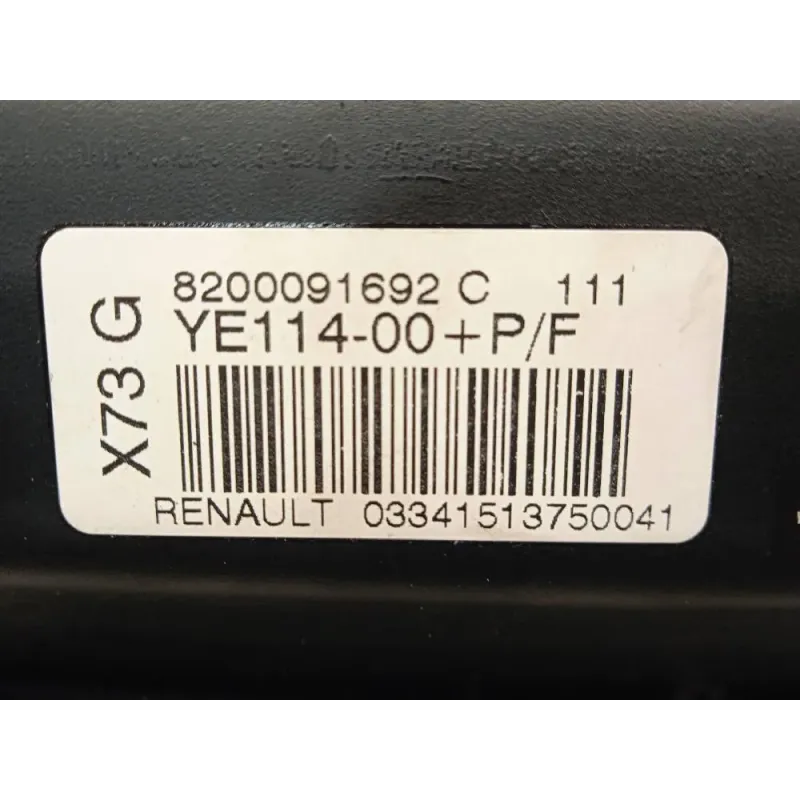 X73 G
8200091692 C 111
YE114-00+P/F
RENAULT 03341513750041